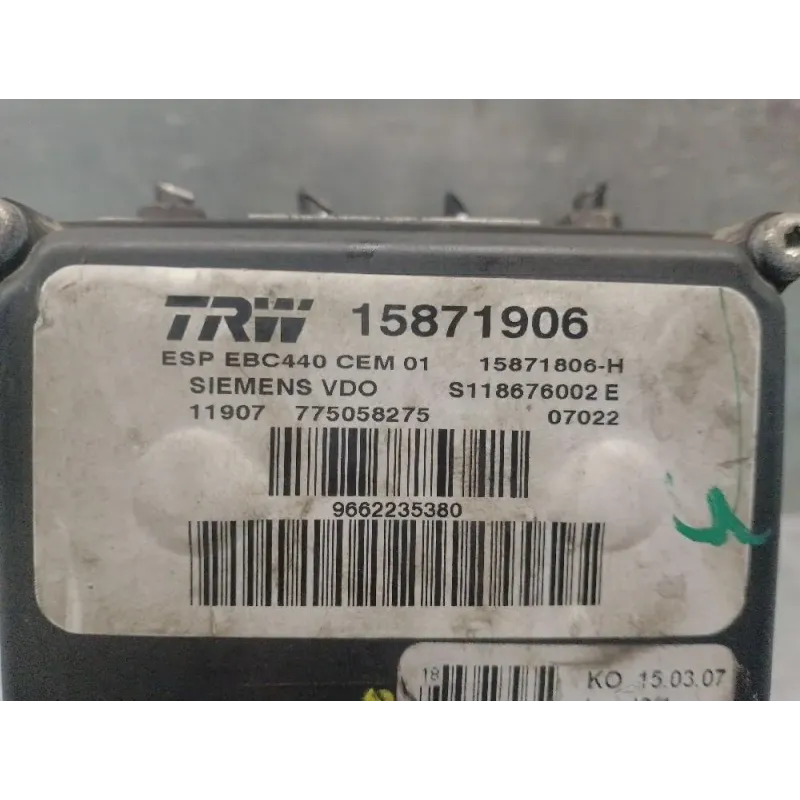 TRW 15871906
ESP EBC440 CEM 01 15871806-H
SIEMENS VDO S118676002 E
11907 775058275 07022
9662235380
18 KO 15.03.07